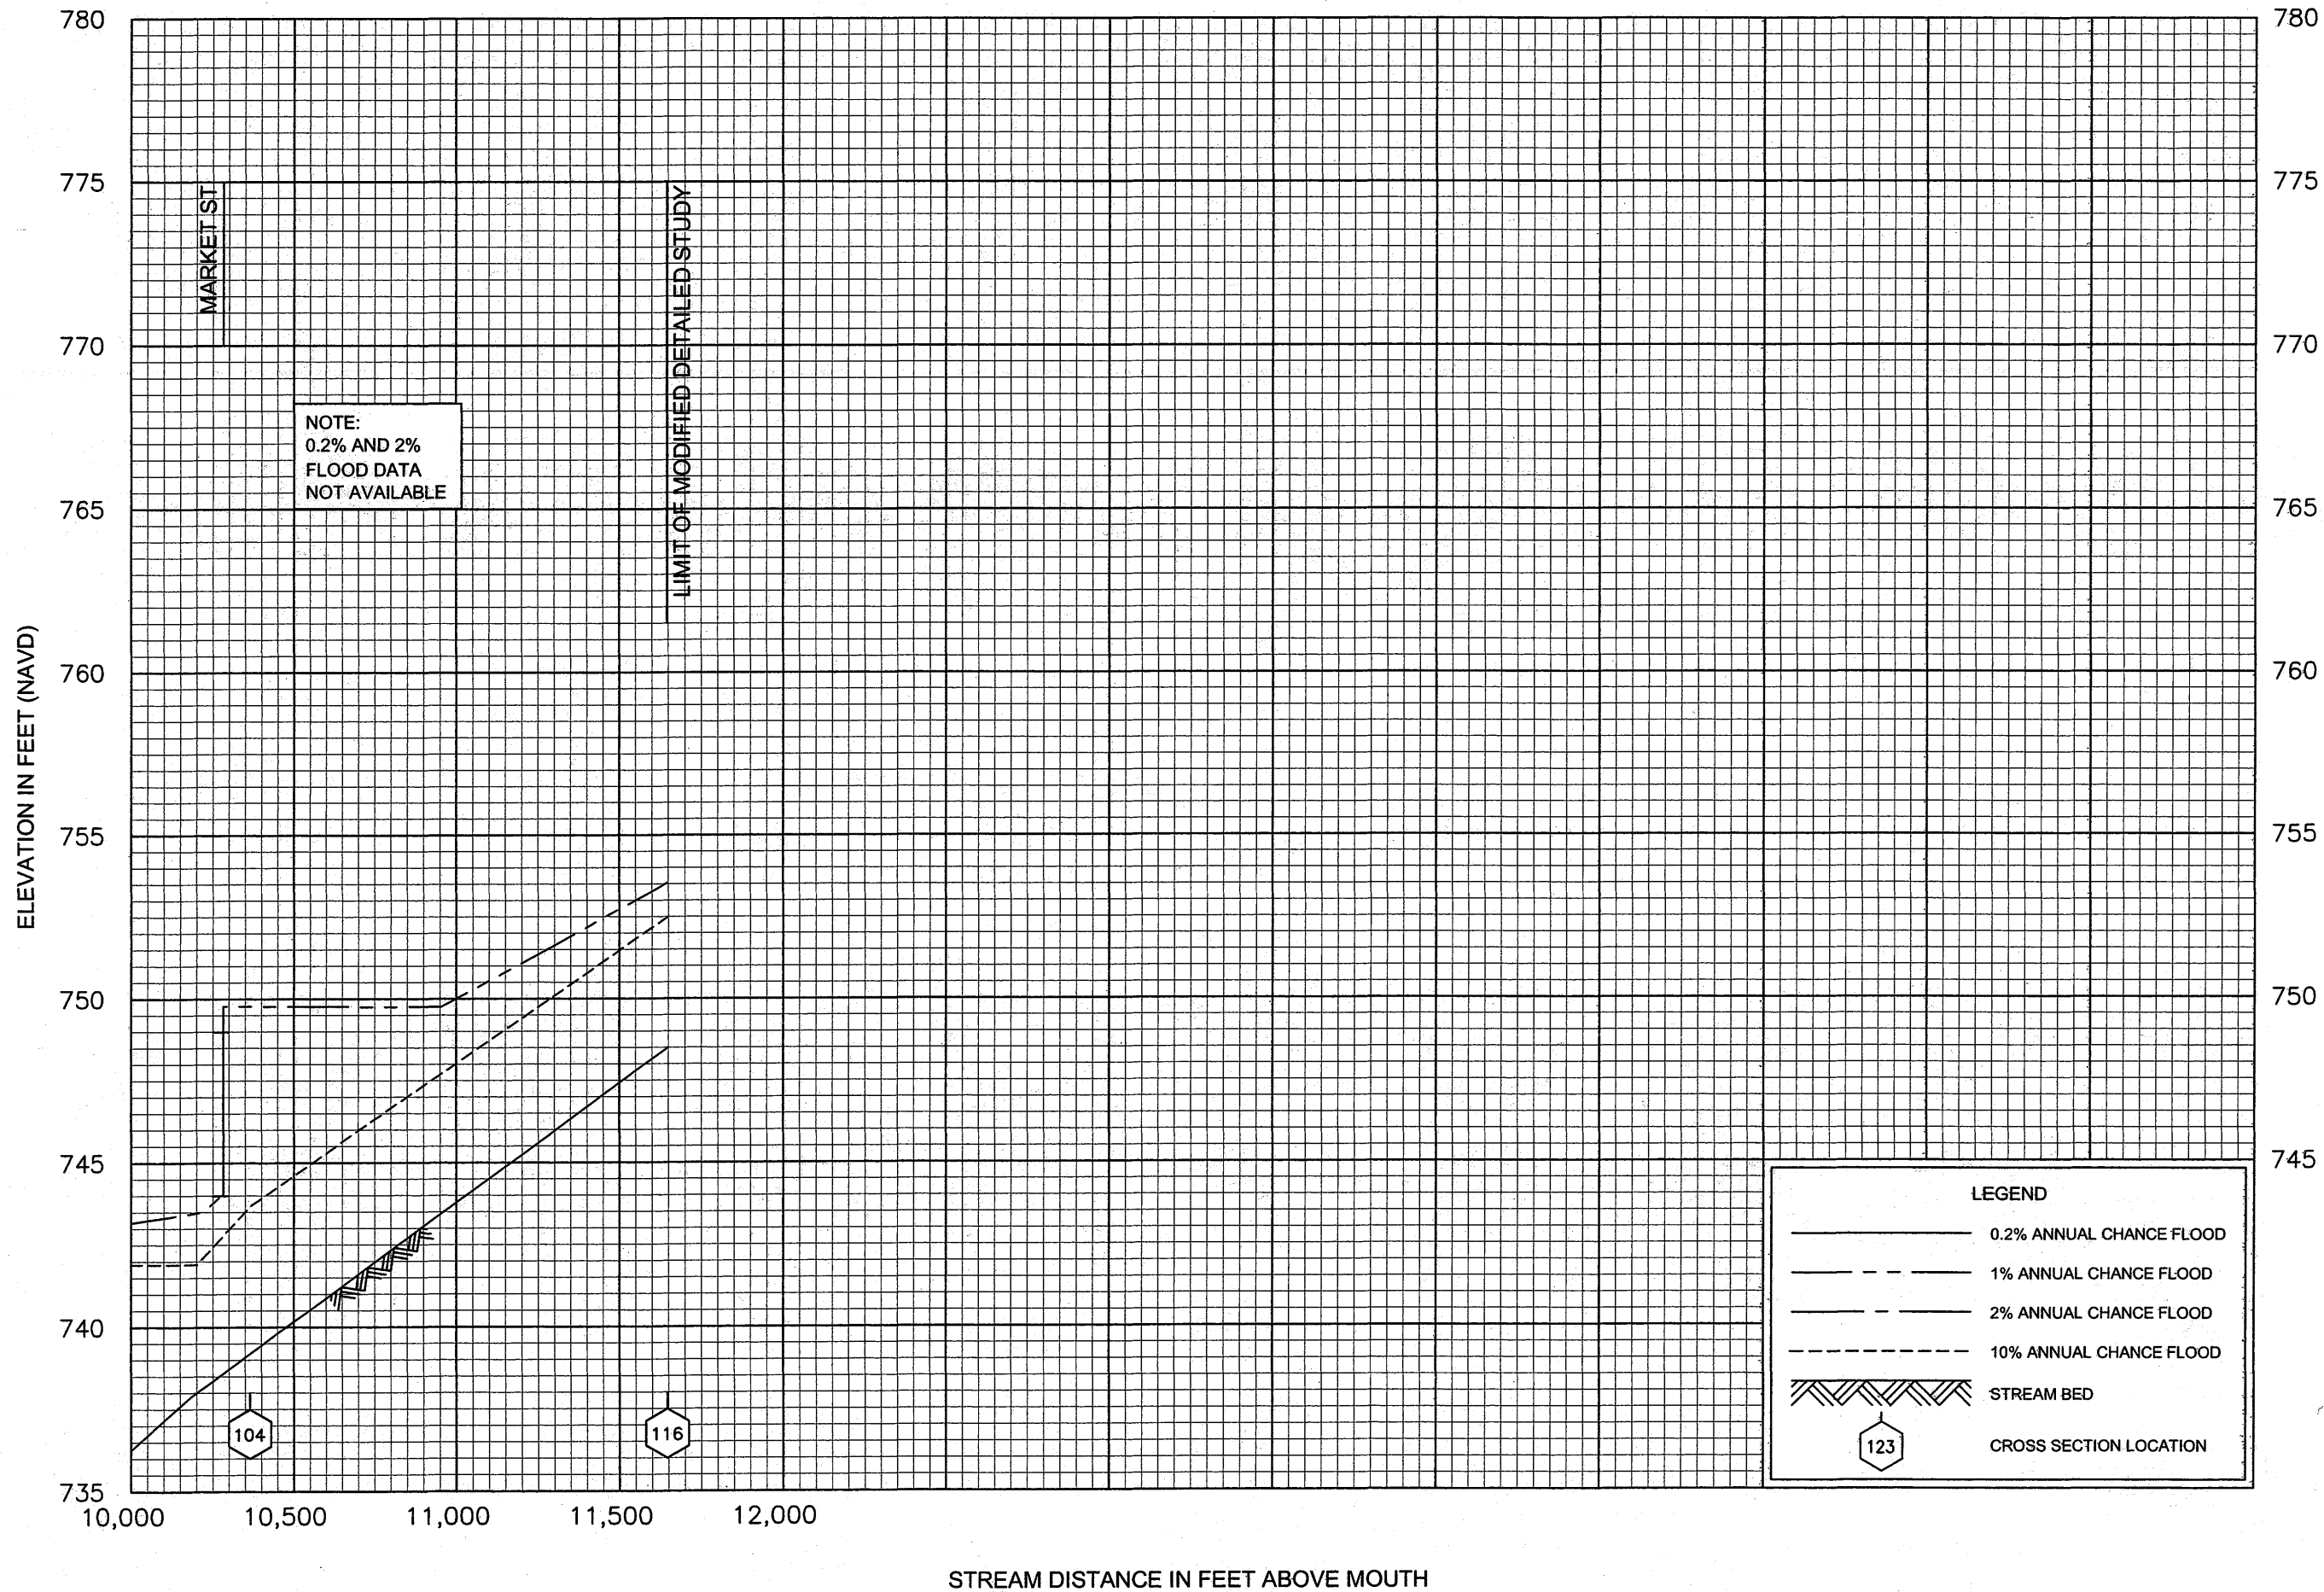 780
775
770
765
760
755
750
745
740
735
ELEVATION IN FEET (NAVD)
MARKET ST
NOTE:
0.2% AND 2%
FLOOD DATA
NOT AVAILABLE
LIMIT OF MODIFIED DETAILED STUDY
104
116
780
775
770
765
760
755
750
745
LEGEND
0.2% ANNUAL CHANCE FLOOD
1% ANNUAL CHANCE FLOOD
2% ANNUAL CHANCE FLOOD
10% ANNUAL CHANCE FLOOD
STREAM BED
123 CROSS SECTION LOCATION
10,000 10,500 11,000 11,500 12,000
STREAM DISTANCE IN FEET ABOVE MOUTH